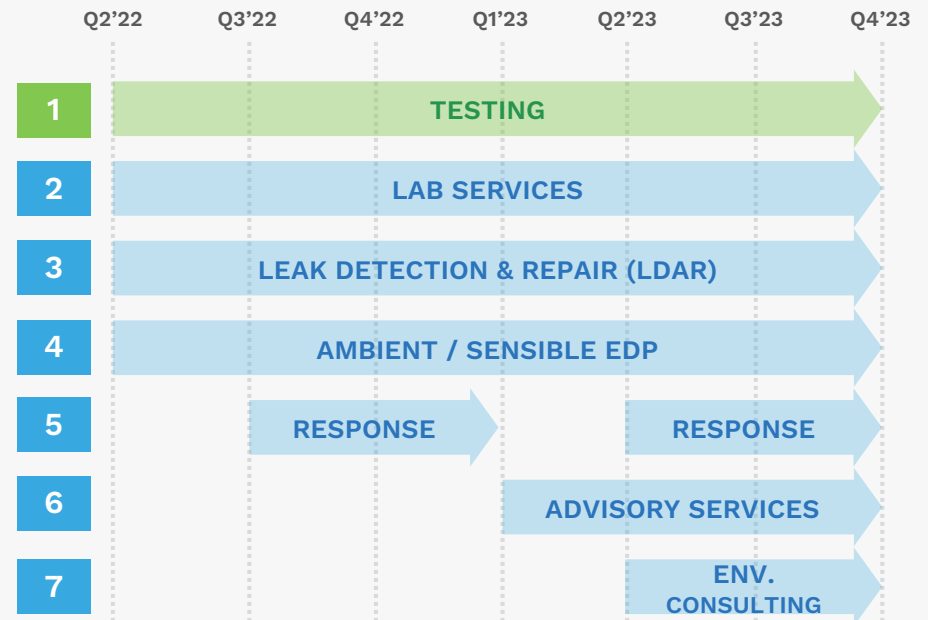 Q2’22 Q3’22 Q4’22 Q1’23 Q2’23 Q3’23 Q4’23
1 TESTING
2 LAB SERVICES
3 LEAK DETECTION & REPAIR (LDAR)
4 AMBIENT / SENSIBLE EDP
5 RESPONSE RESPONSE
6 ADVISORY SERVICES
7 ENV.
CONSULTING